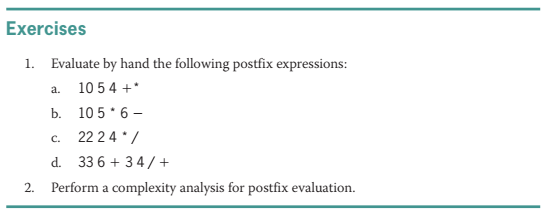 Exercises
1. Evaluate by hand the following postfix expressions:
a. 10 5 4 + *
b. 10 5 * 6 –
c. 22 2 4 * /
d. 33 6 + 3 4 / +
2. Perform a complexity analysis for postfix evaluation.